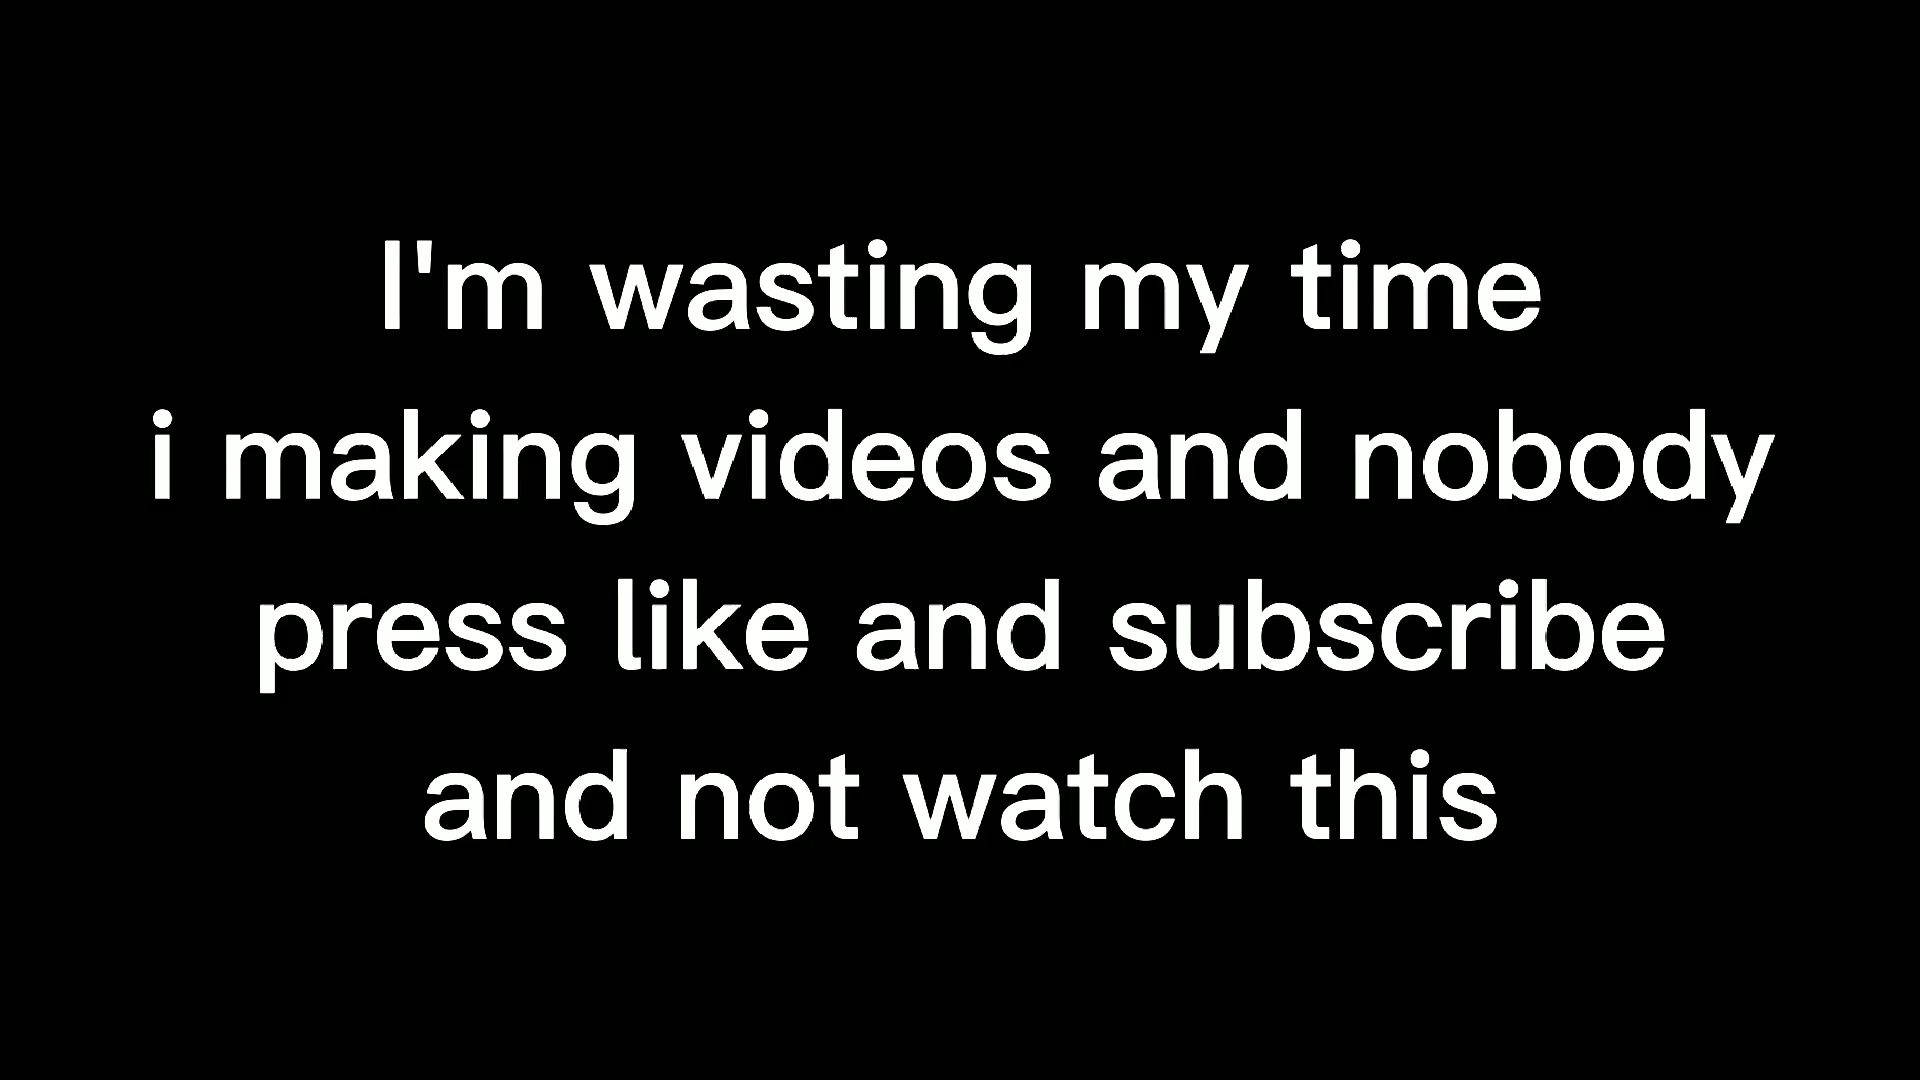 I'm wasting my time
i making videos and nobody
press like and subscribe
and not watch this